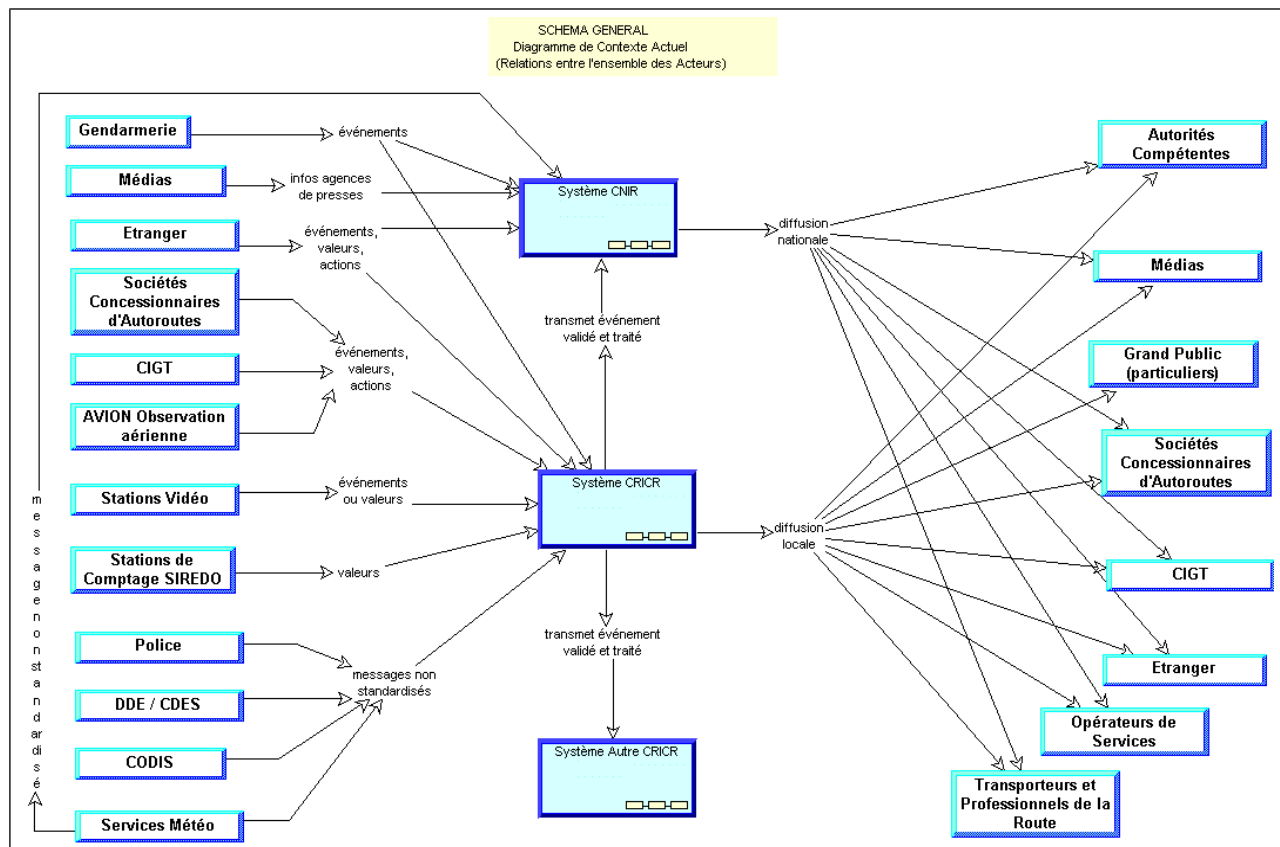 SCHEMA GENERAL
Diagramme de Contexte Actuel
(Relations entre l'ensemble des Acteurs)
Gendarmerie
événements
Médias
infos agences
de presses
Etranger
événements,
valeurs,
actions
Sociétés
Concessionnaires
d'Autoroutes
CIGT
événements,
valeurs,
actions
AVION Observation
aérienne
Stations Vidéo
événements
ou valeurs
Stations de
Comptage SIREDO
valeurs
Police
DDE / CDES
messages non
standardisés
CODIS
Services Météo
message non standardisé
Système CNIR
transmet événement
validé et traité
Système CRICR
transmet événement
validé et traité
Système Autre CRICR
diffusion
nationale
diffusion
locale
Autorités
Compétentes
Médias
Grand Public
(particuliers)
Sociétés
Concessionnaires
d'Autoroutes
CIGT
Etranger
Opérateurs de
Services
Transporteurs et
Professionnels de la
Route